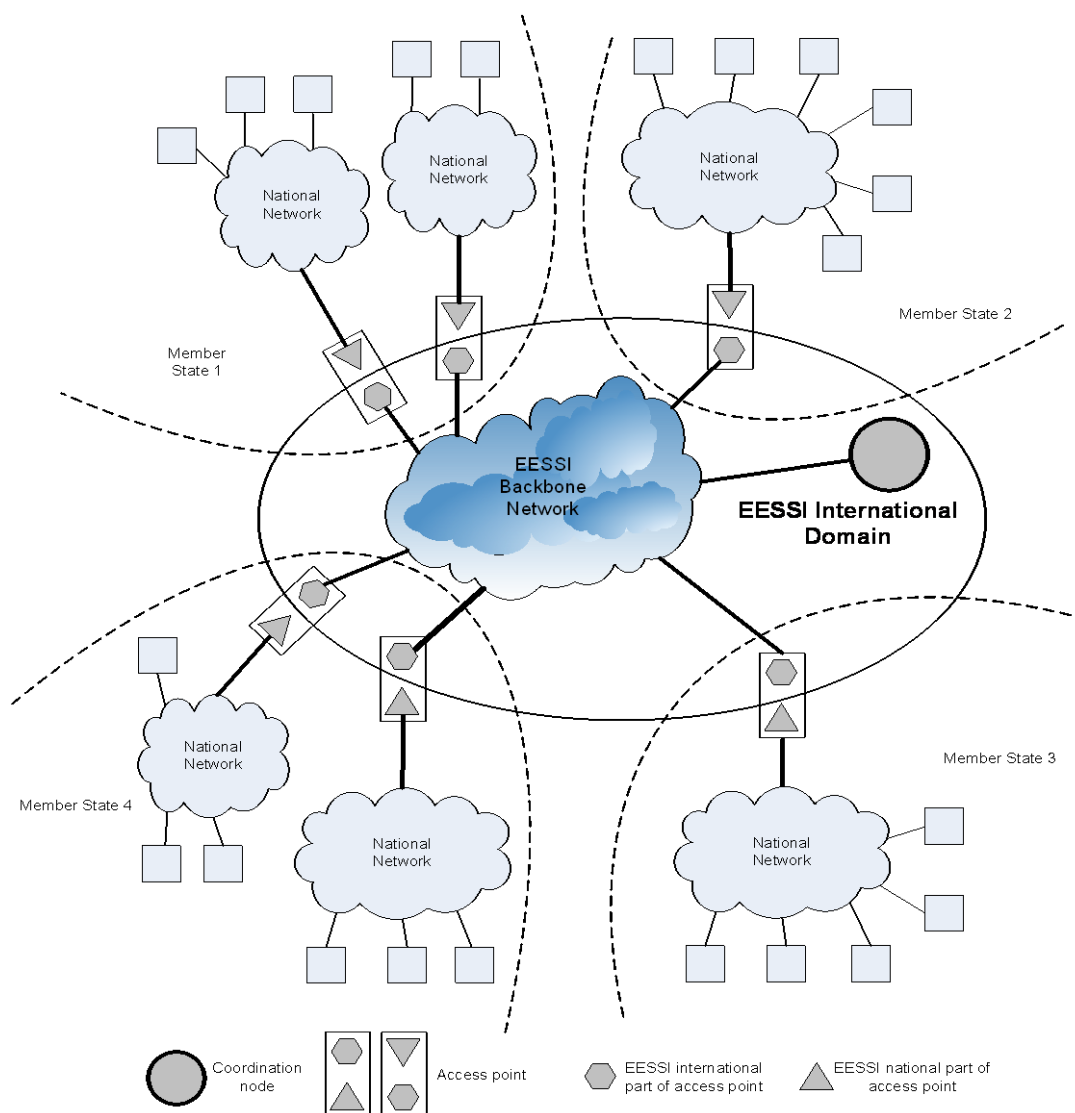 National
Network
National
Network
National
Network
Member State 2
Member
State 1
EESSI
Backbone
Network
EESSI International
Domain
National
Network
Member State 3
Member State 4
National
Network
National
Network
Coordination
node
Access point
EESSI international
part of access point
EESSI national part of
access point